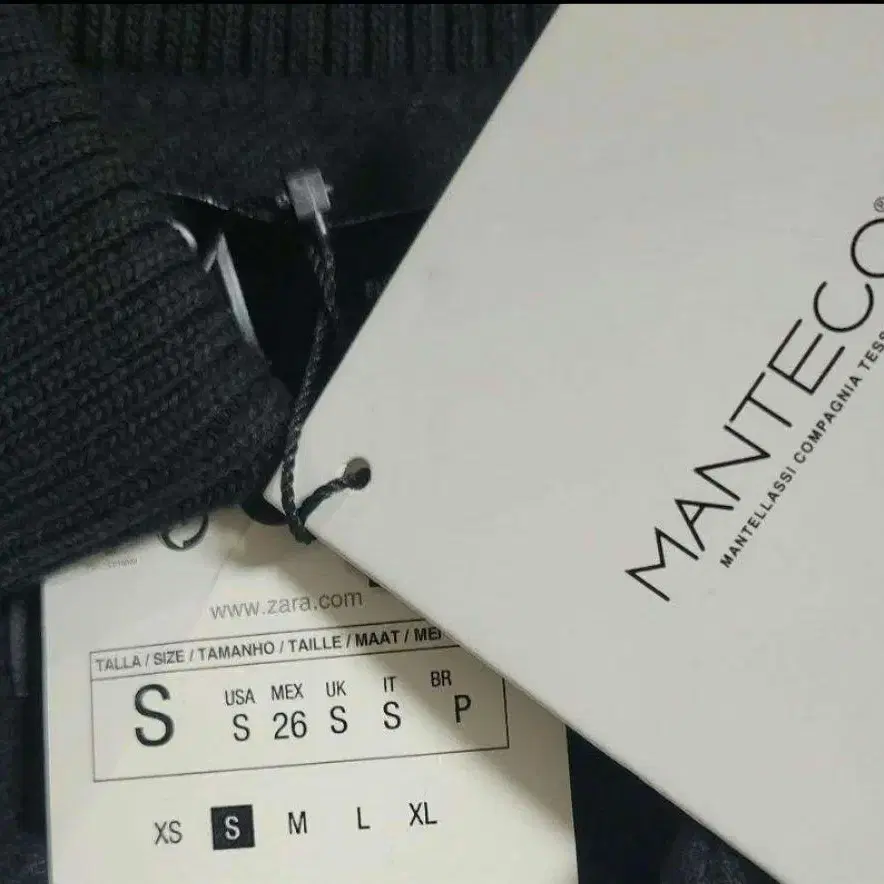 MANTECO®
MANTELLASSI COMPAGNIA TESS
www.zara.com
TALLA / SIZE / TAMANHO / TAILLE / MAAT /
S
USA MEX UK IT BR
S 26 S S P
XS S M L XL